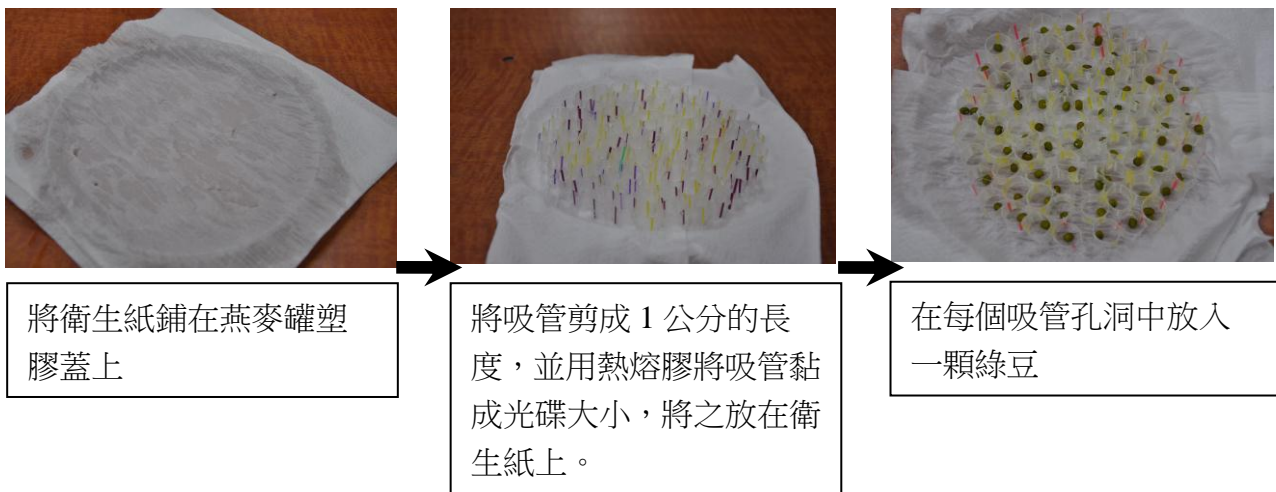 將衛生紙鋪在燕麥罐塑
膠蓋上
將吸管剪成 1 公分的長
度，並用熱熔膠將吸管黏
成光碟大小，將之放在衛
生紙上。
在每個吸管孔洞中放入
一顆綠豆